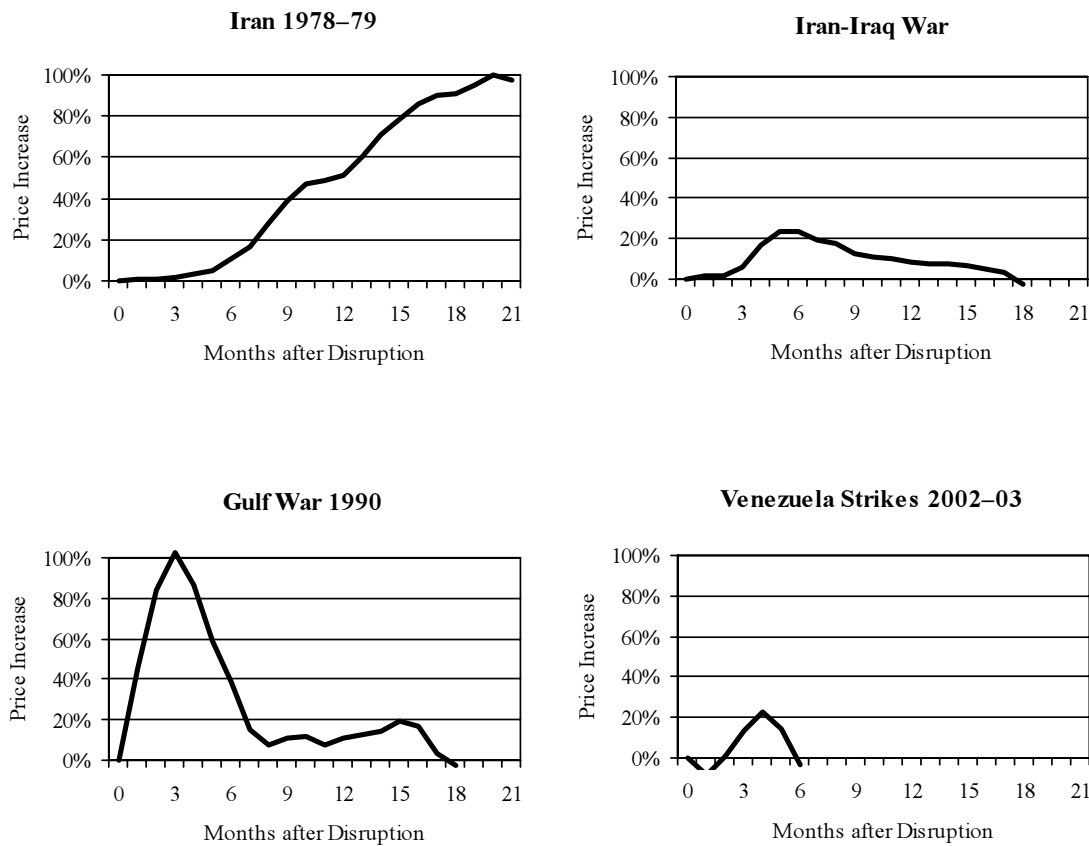 Iran 1978–79
100%
80%
60%
40%
20%
0%
Price Increase
0 3 6 9 12 15 18 21
Months after Disruption
Iran-Iraq War
100%
80%
60%
40%
20%
0%
Price Increase
0 3 6 9 12 15 18 21
Months after Disruption
Gulf War 1990
100%
80%
60%
40%
20%
0%
Price Increase
0 3 6 9 12 15 18 21
Months after Disruption
Venezuela Strikes 2002–03
100%
80%
60%
40%
20%
0%
Price Increase
0 3 6 9 12 15 18 21
Months after Disruption